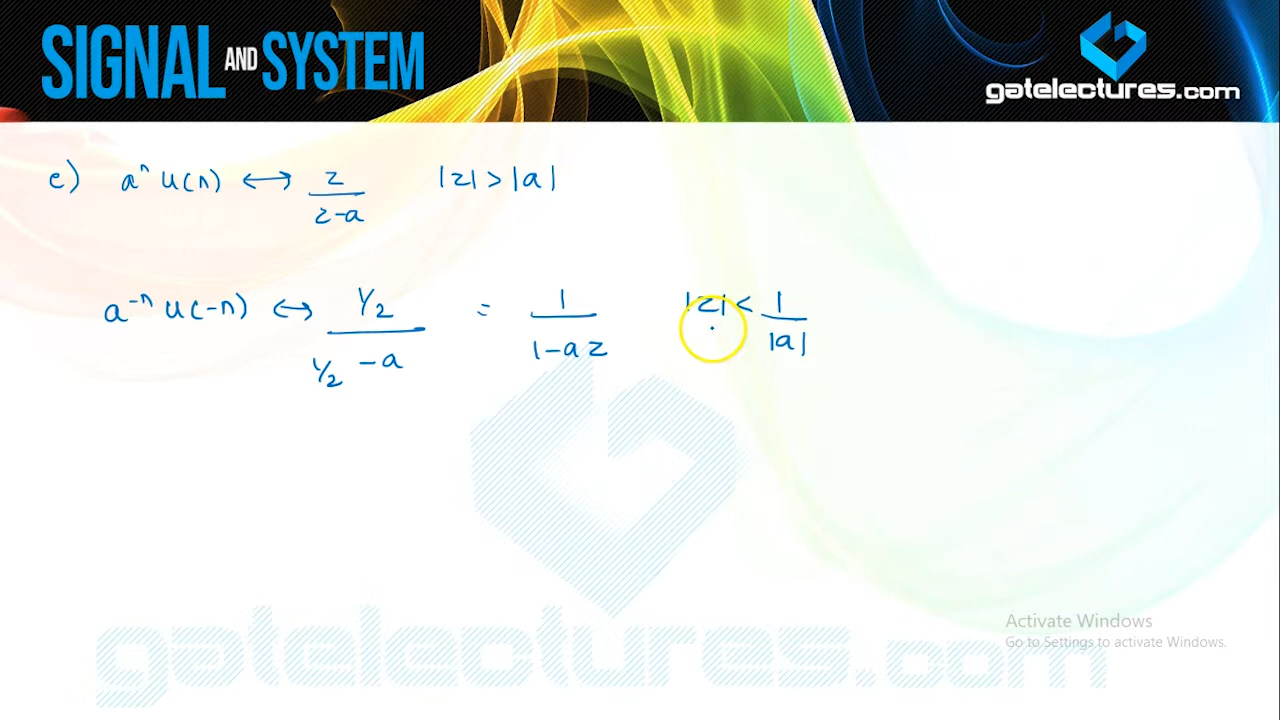 SIGNAL AND SYSTEM
gatelectures.com
e) aⁿ u(n) ↔ z/(z-a) |z| > |a|
a⁻ⁿ u(-n) ↔ (1/z)/(1/z - a) = 1/(1-az) |z| < 1/|a|
gatelectures.com
Activate Windows
Go to Settings to activate Windows.